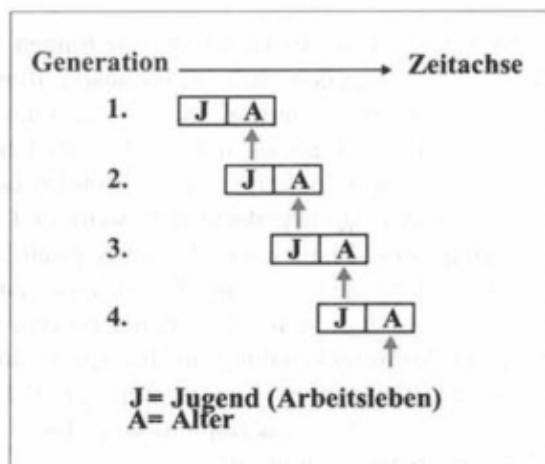 Generation Zeitachse
1. J A
2. J A
3. J A
4. J A
J= Jugend (Arbeitsleben)
A= Alter